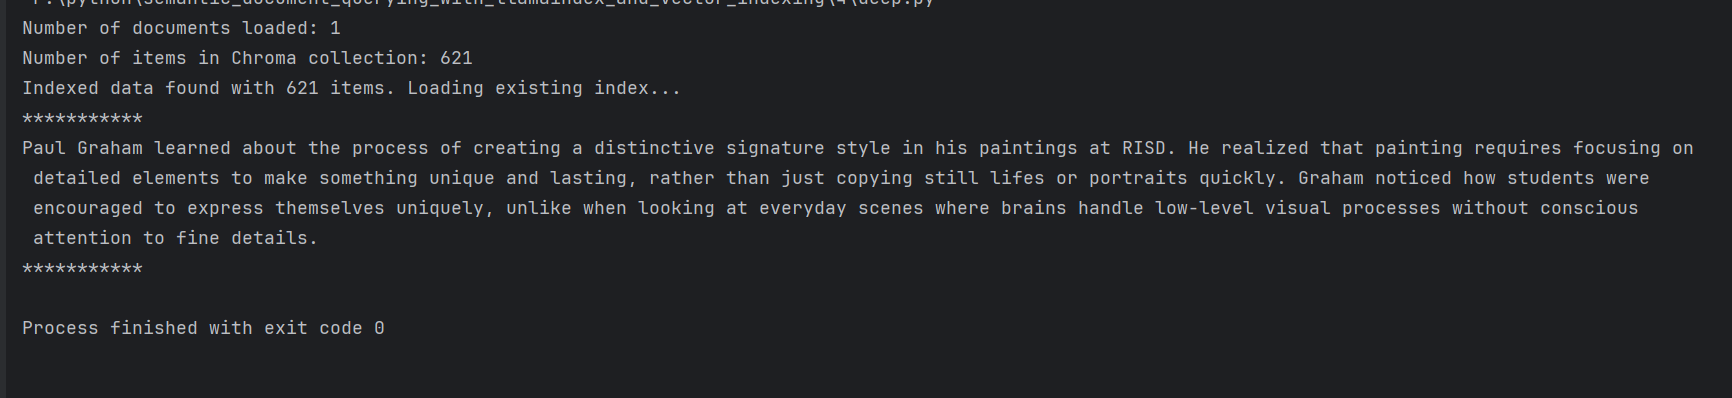 F:\python\semantic_document_querying_with_llamaindex_and_vector_indexing\4\deep.py
Number of documents loaded: 1
Number of items in Chroma collection: 621
Indexed data found with 621 items. Loading existing index...
***********
Paul Graham learned about the process of creating a distinctive signature style in his paintings at RISD. He realized that painting requires focusing on
detailed elements to make something unique and lasting, rather than just copying still lifes or portraits quickly. Graham noticed how students were
encouraged to express themselves uniquely, unlike when looking at everyday scenes where brains handle low-level visual processes without conscious
attention to fine details.
***********
Process finished with exit code 0